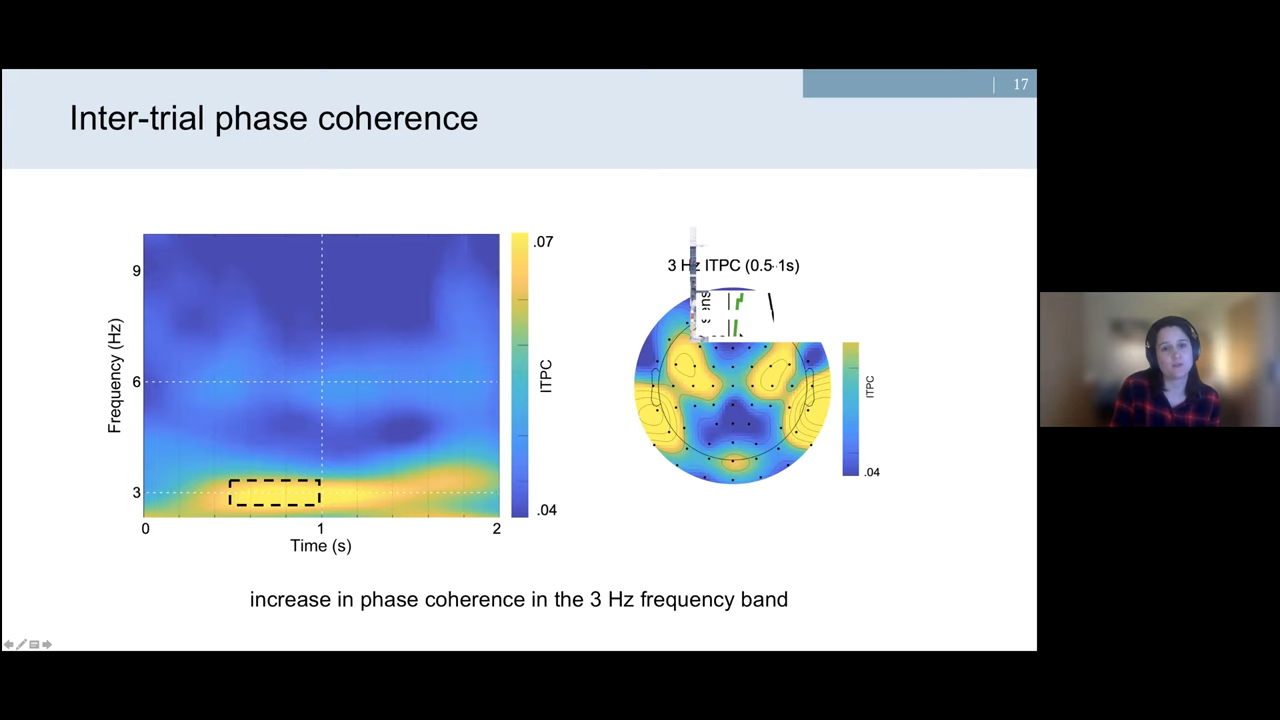 17
Inter-trial phase coherence
.07
9
6
3
Frequency (Hz)
ITPC
.04
0
1
2
Time (s)
3 Hz ITPC (0.5-1s)
ITPC
.04
increase in phase coherence in the 3 Hz frequency band